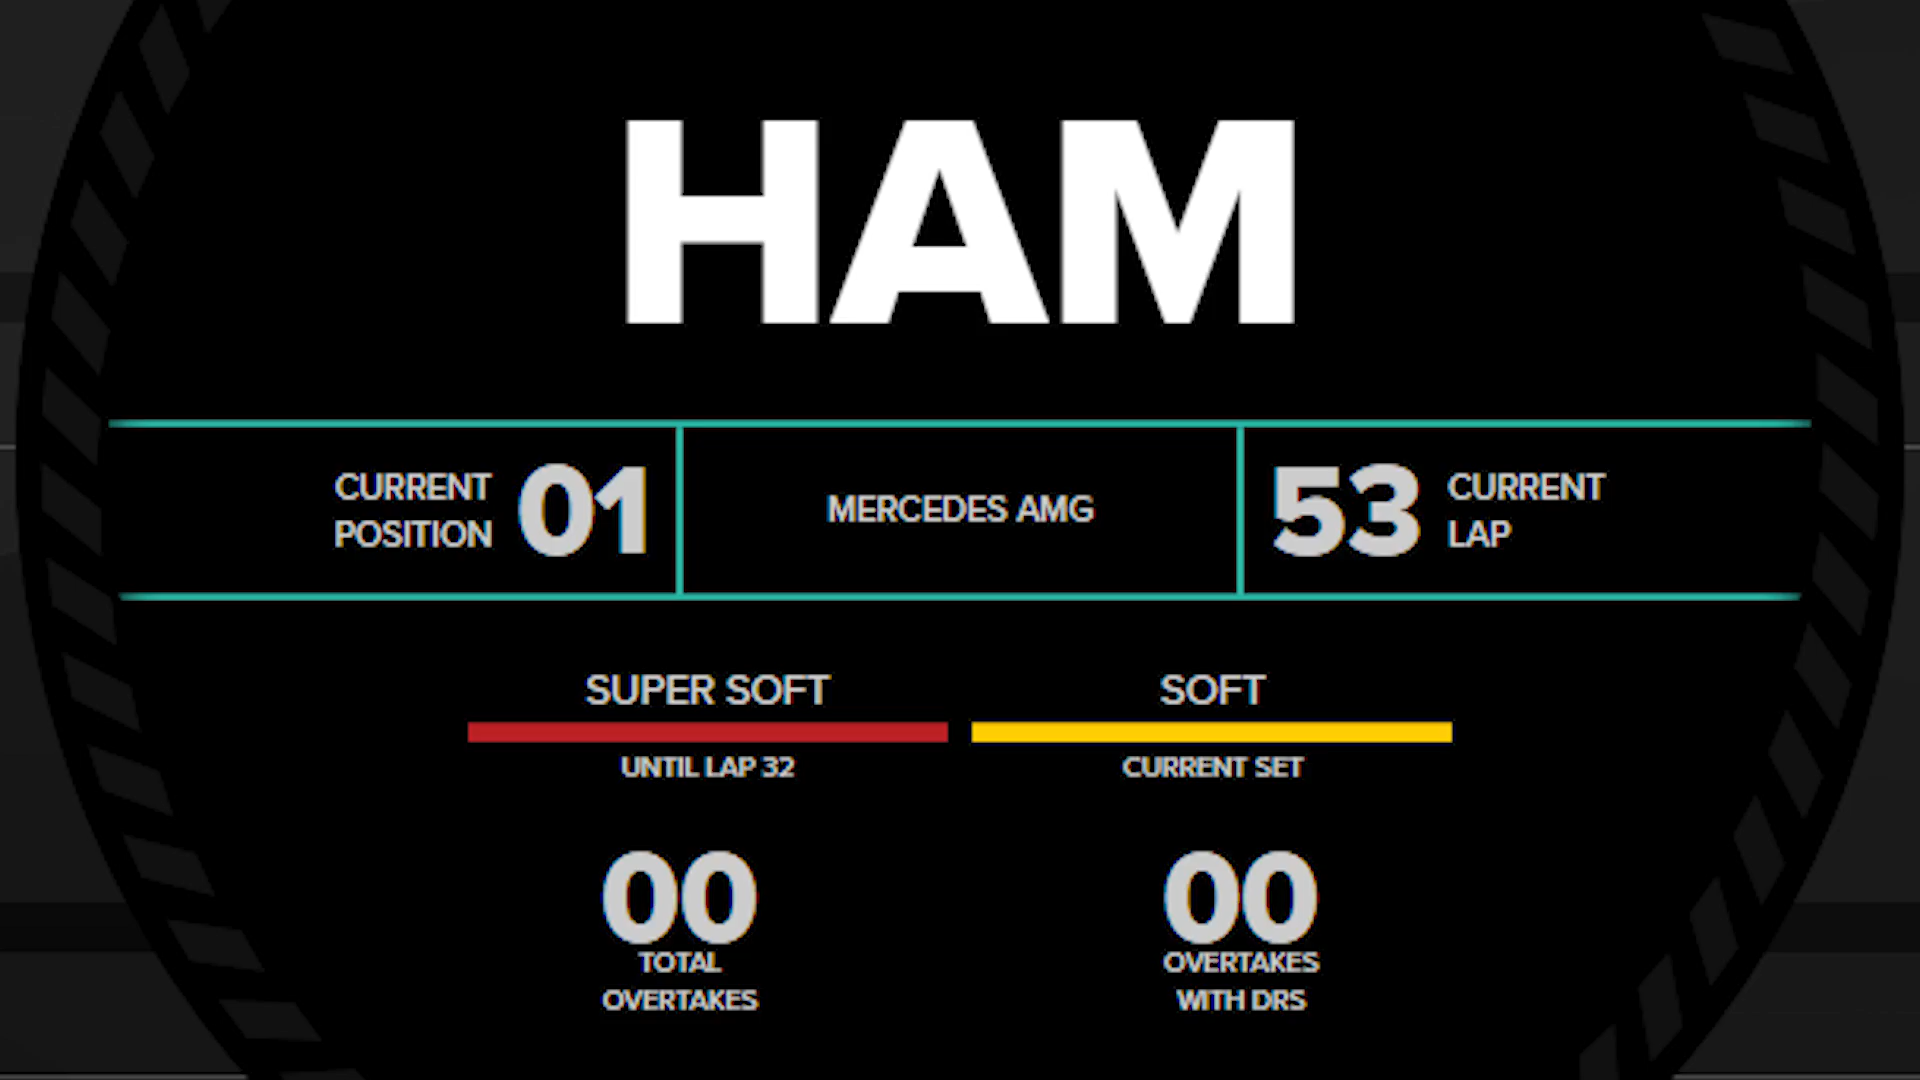 HAM
CURRENT
POSITION
01
MERCEDES AMG
53
CURRENT
LAP
SUPER SOFT
UNTIL LAP 32
SOFT
CURRENT SET
00
TOTAL
OVERTAKES
00
OVERTAKES
WITH DRS